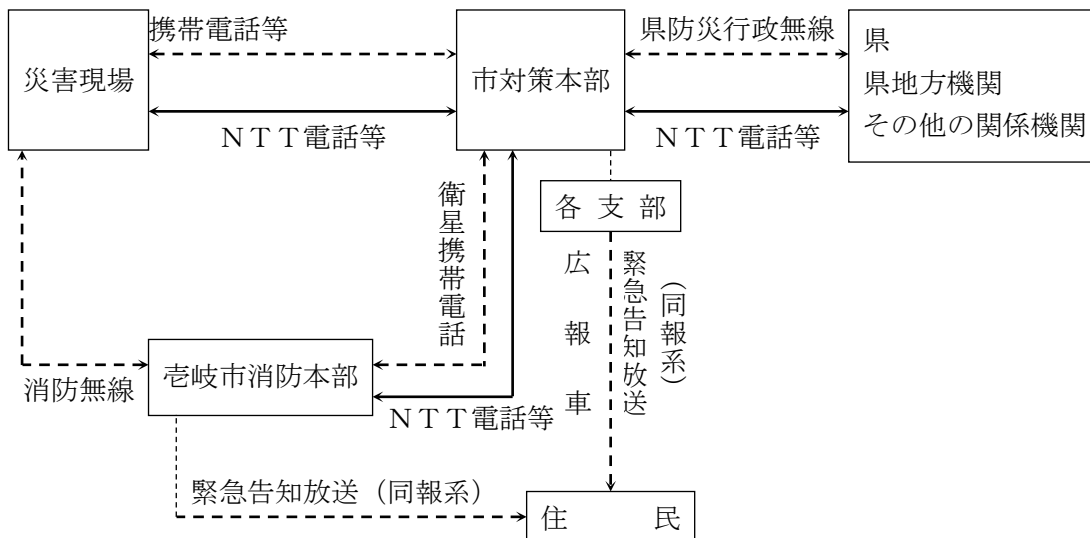 携帯電話等
県防災行政無線
災害現場
市対策本部
県
県地方機関
その他の関係機関
ＮＴＴ電話等
ＮＴＴ電話等
衛星携帯電話
各支部
広報車
緊急告知放送
（同報系）
消防無線
壱岐市消防本部
ＮＴＴ電話等
緊急告知放送（同報系）
住　　民